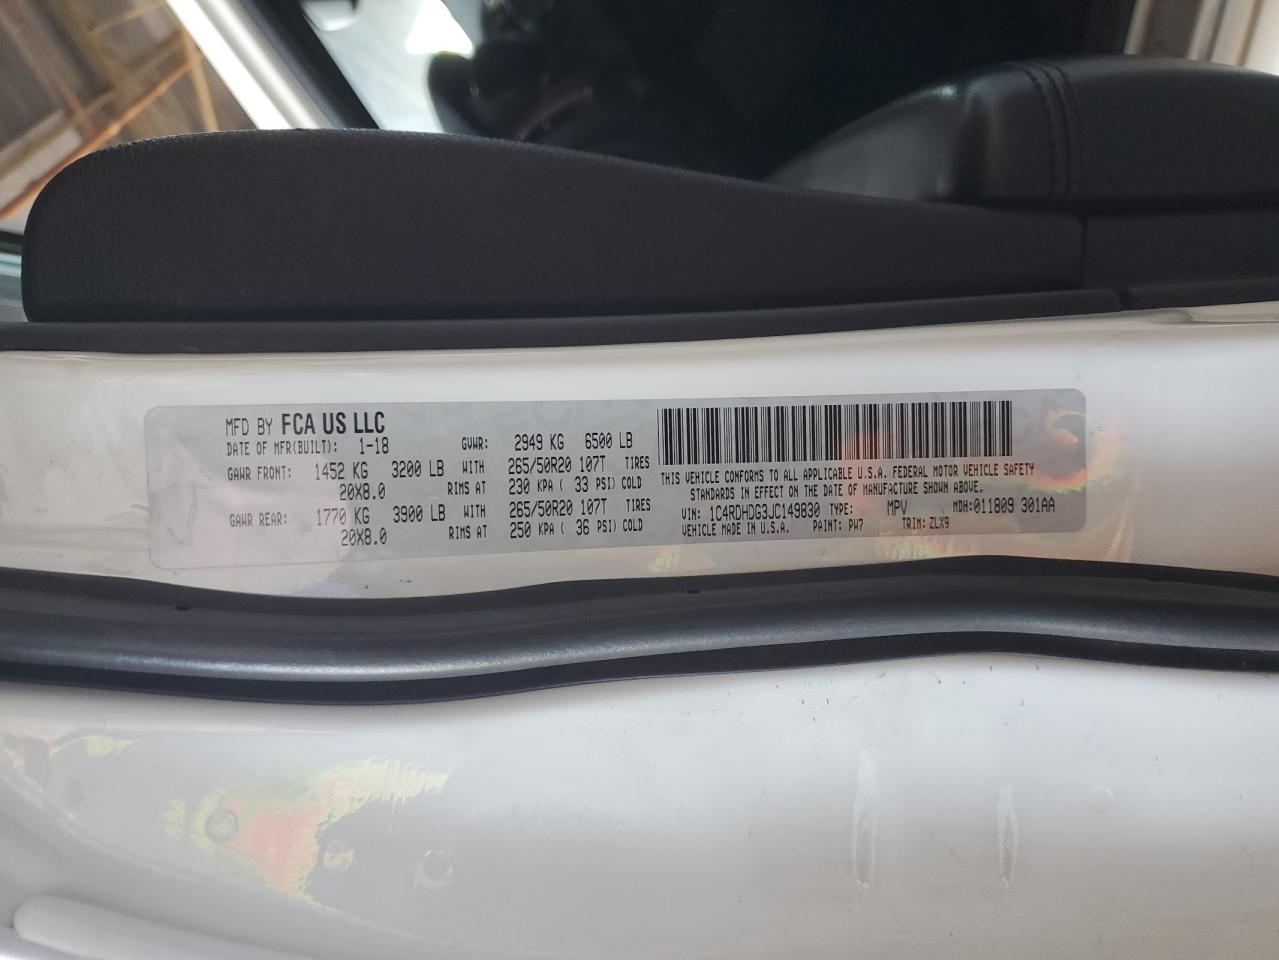 MFD BY FCA US LLC
DATE OF MFR(BUILT): 1-18 GVWR: 2949 KG 6500 LB
GAWR FRONT: 1452 KG 3200 LB WITH 265/50R20 107T TIRES
20X8.0 RIMS AT 230 KPA ( 33 PSI) COLD
GAWR REAR: 1770 KG 3900 LB WITH 265/50R20 107T TIRES
20X8.0 RIMS AT 250 KPA ( 36 PSI) COLD
THIS VEHICLE CONFORMS TO ALL APPLICABLE U.S.A. FEDERAL MOTOR VEHICLE SAFETY
STANDARDS IN EFFECT ON THE DATE OF MANUFACTURE SHOWN ABOVE.
VIN: 1C4RDHDG3JC149830 TYPE: MPV MDH:011809 301AA
VEHICLE MADE IN U.S.A. PAINT: PW7 TRIM: ZLX9